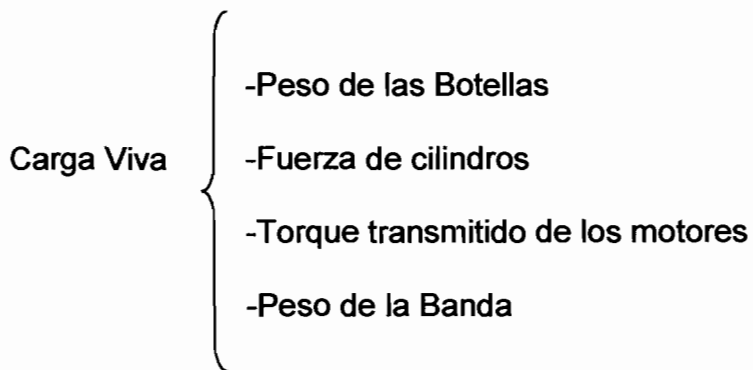 -Peso de las Botellas
Carga Viva
-Fuerza de cilindros
-Torque transmitido de los motores
-Peso de la Banda